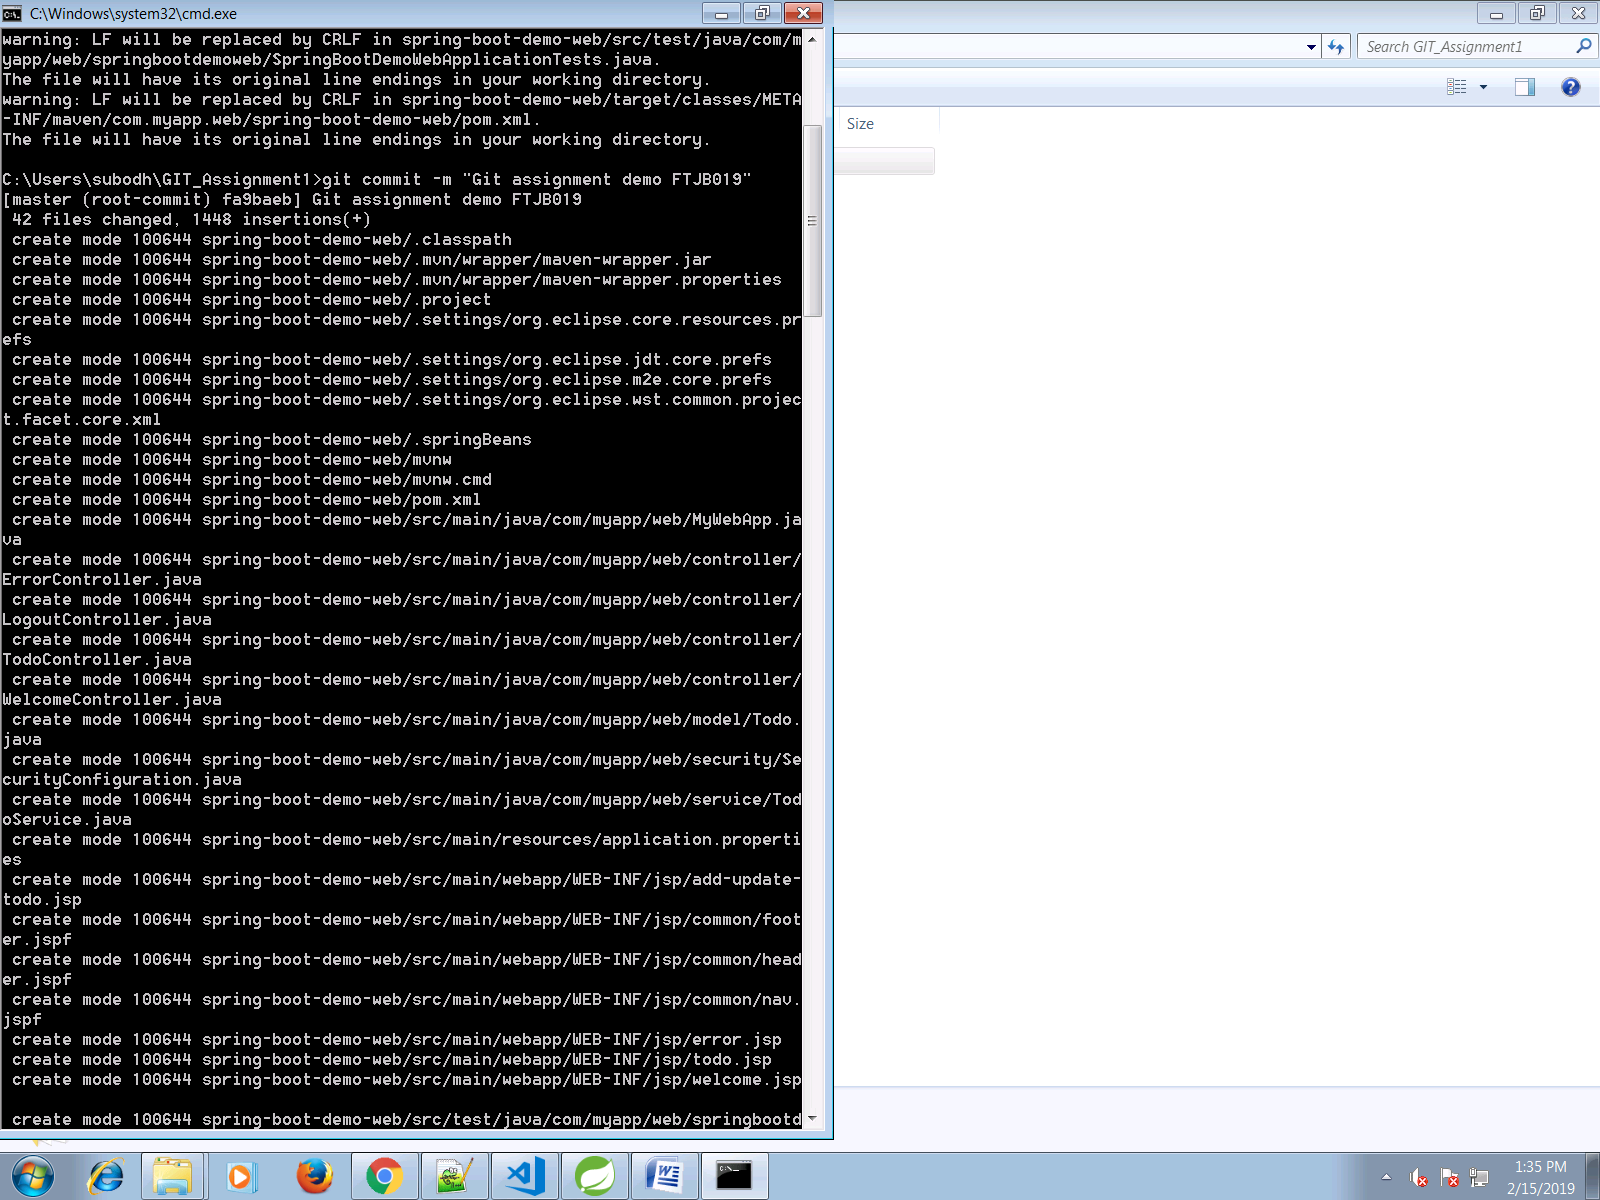 C:\Windows\system32\cmd.exe
warning: LF will be replaced by CRLF in spring-boot-demo-web/src/test/java/com/m
yapp/web/springbootdemoweb/SpringBootDemoWebApplicationTests.java.
The file will have its original line endings in your working directory.
warning: LF will be replaced by CRLF in spring-boot-demo-web/target/classes/META
-INF/maven/com.myapp.web/spring-boot-demo-web/pom.xml.
The file will have its original line endings in your working directory.
C:\Users\subodh\GIT_Assignment1>git commit -m "Git assignment demo FTJB019"
[master (root-commit) fa9baeb] Git assignment demo FTJB019
42 files changed, 1448 insertions(+)
create mode 100644 spring-boot-demo-web/.classpath
create mode 100644 spring-boot-demo-web/.mvn/wrapper/maven-wrapper.jar
create mode 100644 spring-boot-demo-web/.mvn/wrapper/maven-wrapper.properties
create mode 100644 spring-boot-demo-web/.project
create mode 100644 spring-boot-demo-web/.settings/org.eclipse.core.resources.pr
efs
create mode 100644 spring-boot-demo-web/.settings/org.eclipse.jdt.core.prefs
create mode 100644 spring-boot-demo-web/.settings/org.eclipse.m2e.core.prefs
create mode 100644 spring-boot-demo-web/.settings/org.eclipse.wst.common.projec
t.facet.core.xml
create mode 100644 spring-boot-demo-web/.springBeans
create mode 100644 spring-boot-demo-web/mvnw
create mode 100644 spring-boot-demo-web/mvnw.cmd
create mode 100644 spring-boot-demo-web/pom.xml
create mode 100644 spring-boot-demo-web/src/main/java/com/myapp/web/MyWebApp.ja
va
create mode 100644 spring-boot-demo-web/src/main/java/com/myapp/web/controller/
ErrorController.java
create mode 100644 spring-boot-demo-web/src/main/java/com/myapp/web/controller/
LogoutController.java
create mode 100644 spring-boot-demo-web/src/main/java/com/myapp/web/controller/
TodoController.java
create mode 100644 spring-boot-demo-web/src/main/java/com/myapp/web/controller/
WelcomeController.java
create mode 100644 spring-boot-demo-web/src/main/java/com/myapp/web/model/Todo.
java
create mode 100644 spring-boot-demo-web/src/main/java/com/myapp/web/security/Se
curityConfiguration.java
create mode 100644 spring-boot-demo-web/src/main/java/com/myapp/web/service/Tod
oService.java
create mode 100644 spring-boot-demo-web/src/main/resources/application.properti
es
create mode 100644 spring-boot-demo-web/src/main/webapp/WEB-INF/jsp/add-update-
todo.jsp
create mode 100644 spring-boot-demo-web/src/main/webapp/WEB-INF/jsp/common/foot
er.jspf
create mode 100644 spring-boot-demo-web/src/main/webapp/WEB-INF/jsp/common/head
er.jspf
create mode 100644 spring-boot-demo-web/src/main/webapp/WEB-INF/jsp/common/nav.
jspf
create mode 100644 spring-boot-demo-web/src/main/webapp/WEB-INF/jsp/error.jsp
create mode 100644 spring-boot-demo-web/src/main/webapp/WEB-INF/jsp/todo.jsp
create mode 100644 spring-boot-demo-web/src/main/webapp/WEB-INF/jsp/welcome.jsp
create mode 100644 spring-boot-demo-web/src/test/java/com/myapp/web/springbootd
Search GIT_Assignment1
Size
1:35 PM
2/15/2019